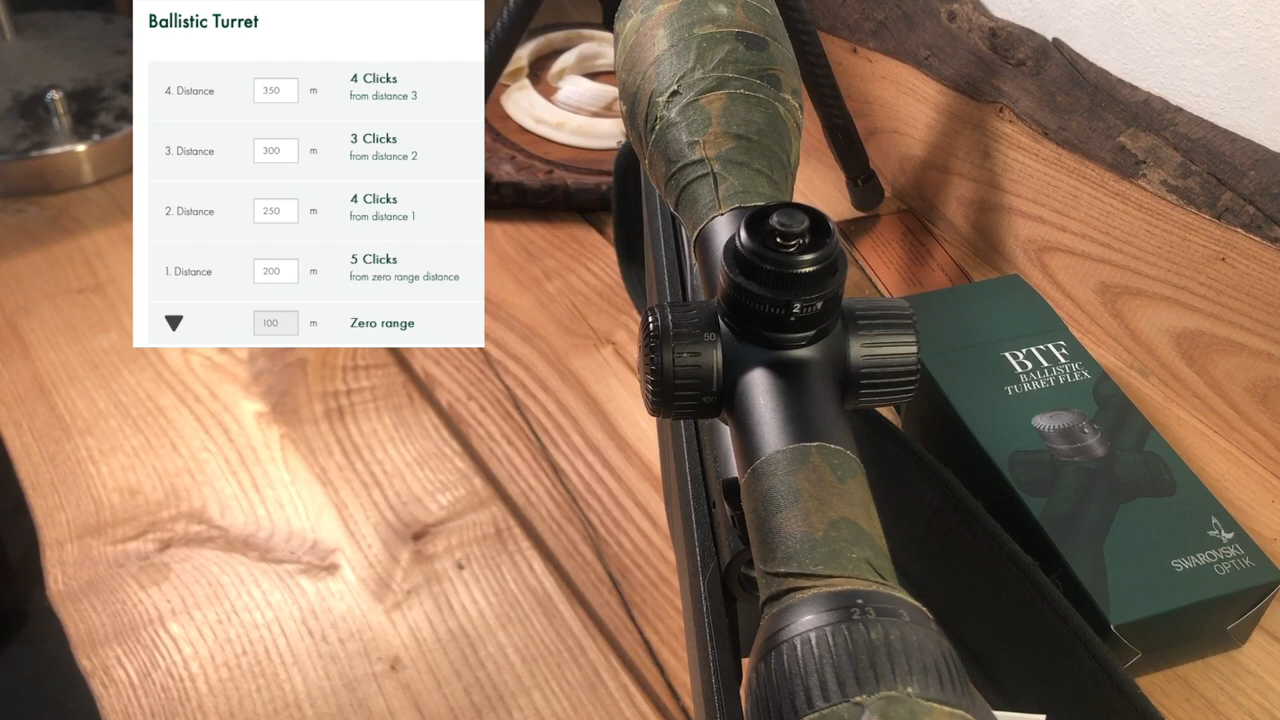 Ballistic Turret
4. Distance 350 m 4 Clicks
from distance 3
3. Distance 300 m 3 Clicks
from distance 2
2. Distance 250 m 4 Clicks
from distance 1
1. Distance 200 m 5 Clicks
from zero range distance
100 m Zero range
2
50
100
BTF
BALLISTIC
TURRET FLEX
SWAROVSKI
OPTIK
2.3 3